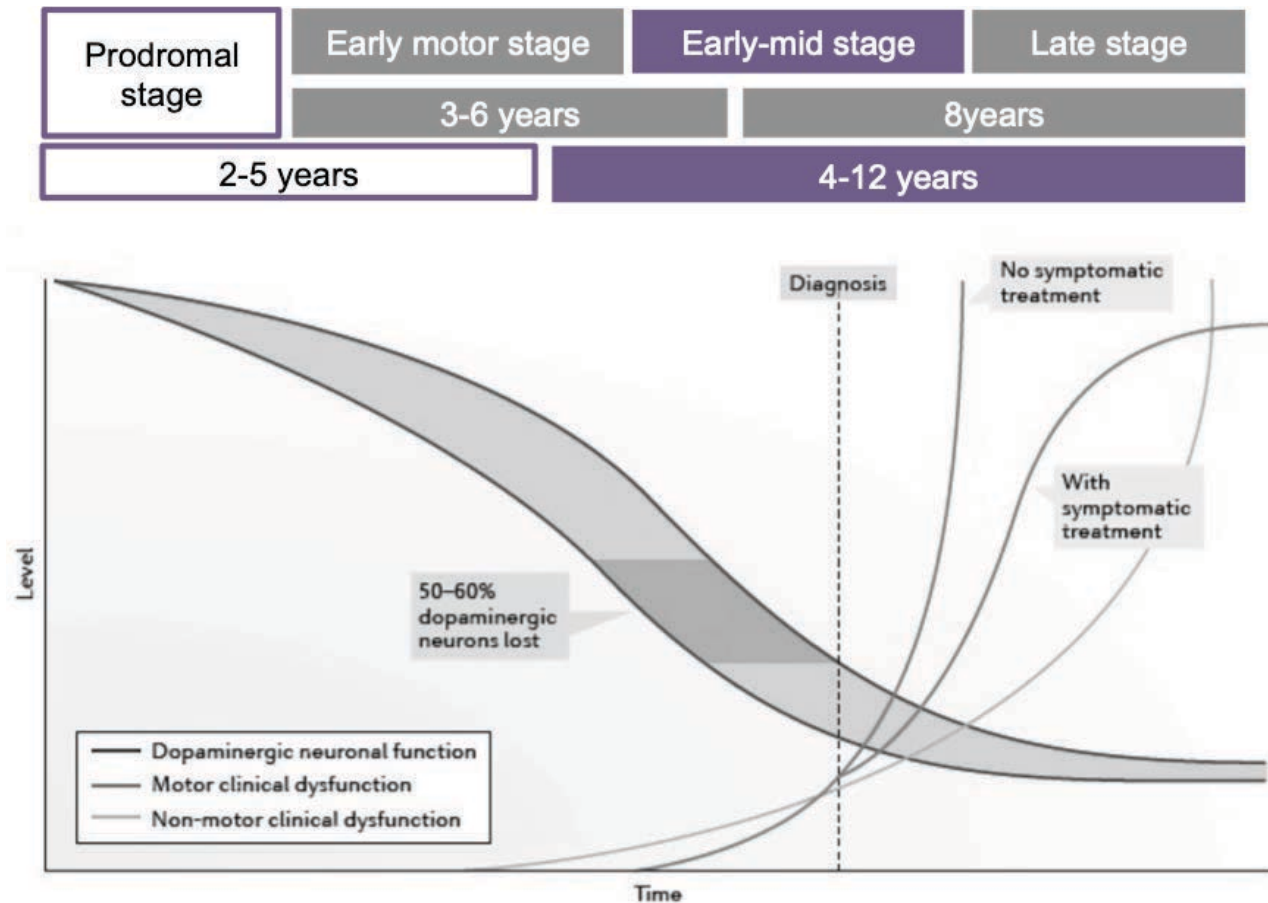 Prodromal
stage
Early motor stage
Early-mid stage
Late stage
3-6 years
8years
2-5 years
4-12 years
Diagnosis
No symptomatic
treatment
With
symptomatic
treatment
50–60%
dopaminergic
neurons lost
Level
Dopaminergic neuronal function
Motor clinical dysfunction
Non-motor clinical dysfunction
Time